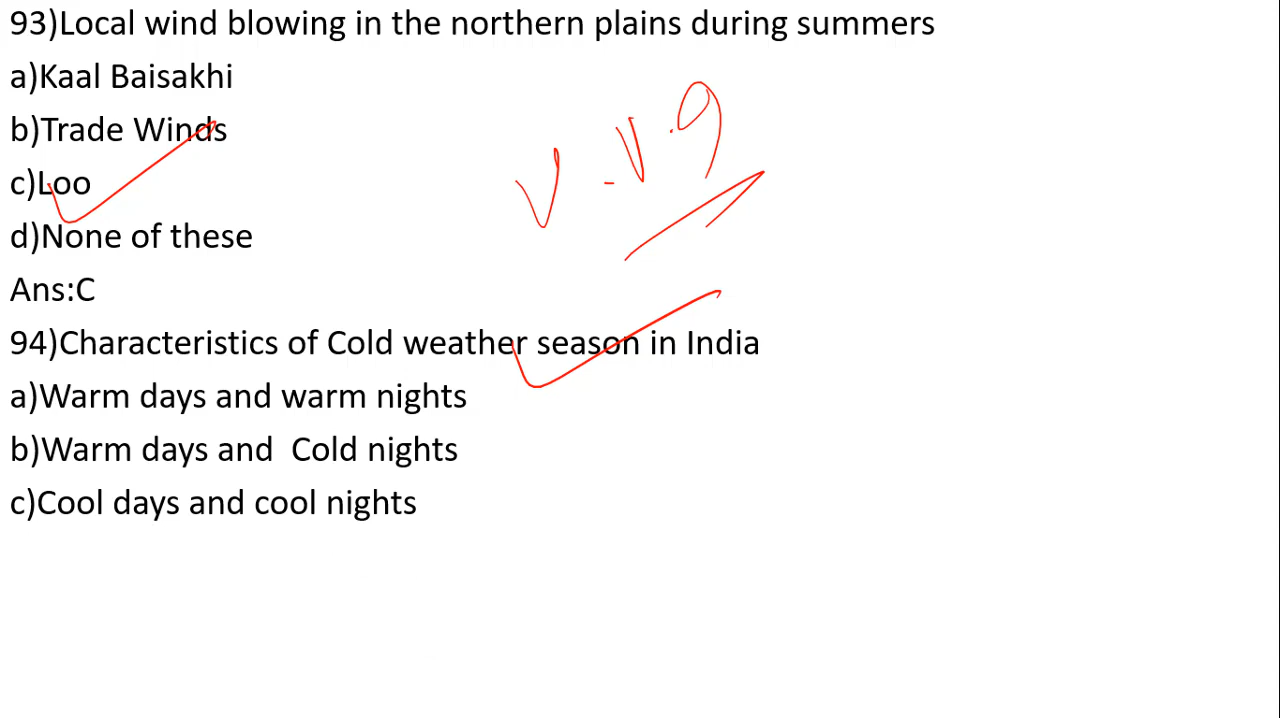 93)Local wind blowing in the northern plains during summers
a)Kaal Baisakhi
b)Trade Winds
c)Loo
d)None of these
Ans:C
94)Characteristics of Cold weather season in India
a)Warm days and warm nights
b)Warm days and  Cold nights
c)Cool days and cool nights